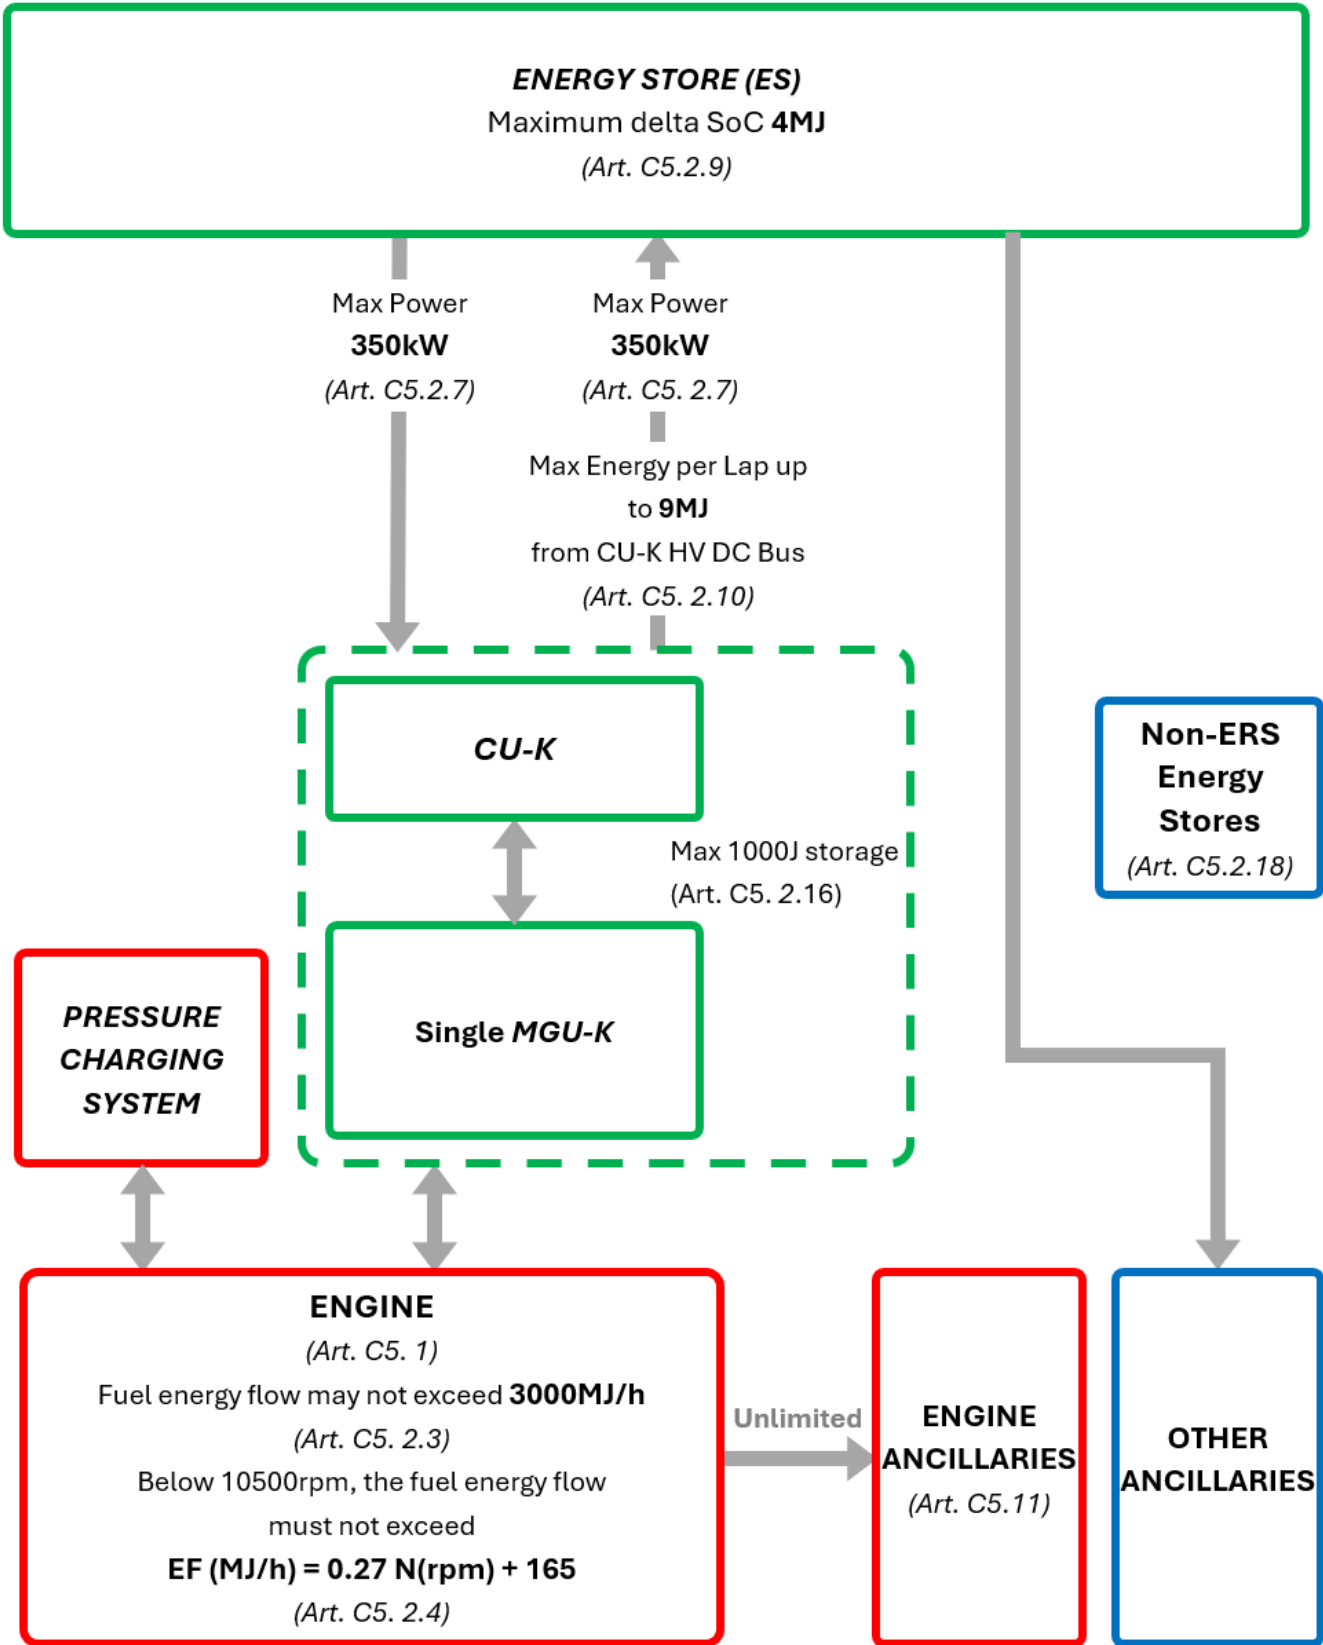 ENERGY STORE (ES)
Maximum delta SoC 4MJ
(Art. C5.2.9)
Max Power
350kW
(Art. C5.2.7)
Max Power
350kW
(Art. C5. 2.7)
Max Energy per Lap up
to 9MJ
from CU-K HV DC Bus
(Art. C5. 2.10)
CU-K
Max 1000J storage
(Art. C5. 2.16)
Single MGU-K
Non-ERS
Energy
Stores
(Art. C5.2.18)
PRESSURE
CHARGING
SYSTEM
ENGINE
(Art. C5. 1)
Fuel energy flow may not exceed 3000MJ/h
(Art. C5. 2.3)
Below 10500rpm, the fuel energy flow
must not exceed
EF (MJ/h) = 0.27 N(rpm) + 165
(Art. C5. 2.4)
Unlimited
ENGINE
ANCILLARIES
(Art. C5.11)
OTHER
ANCILLARIES